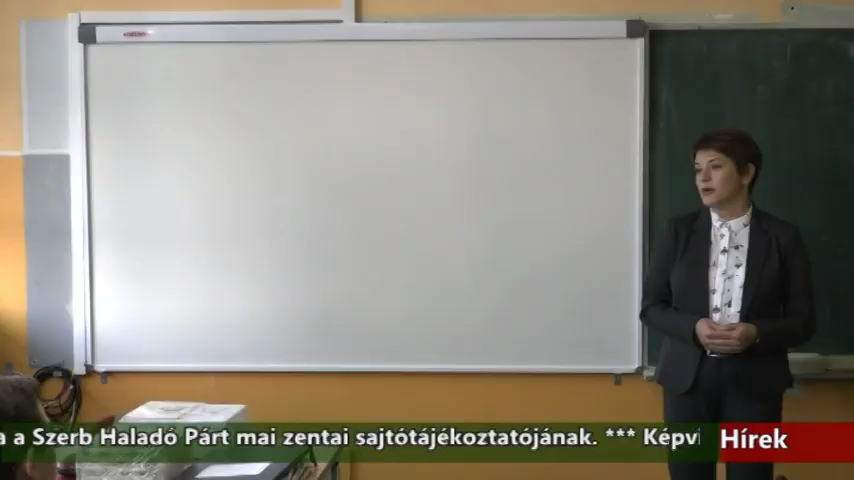 a a Szerb Haladó Párt mai zentai sajtótájékoztatójának. *** Képvi
Hírek